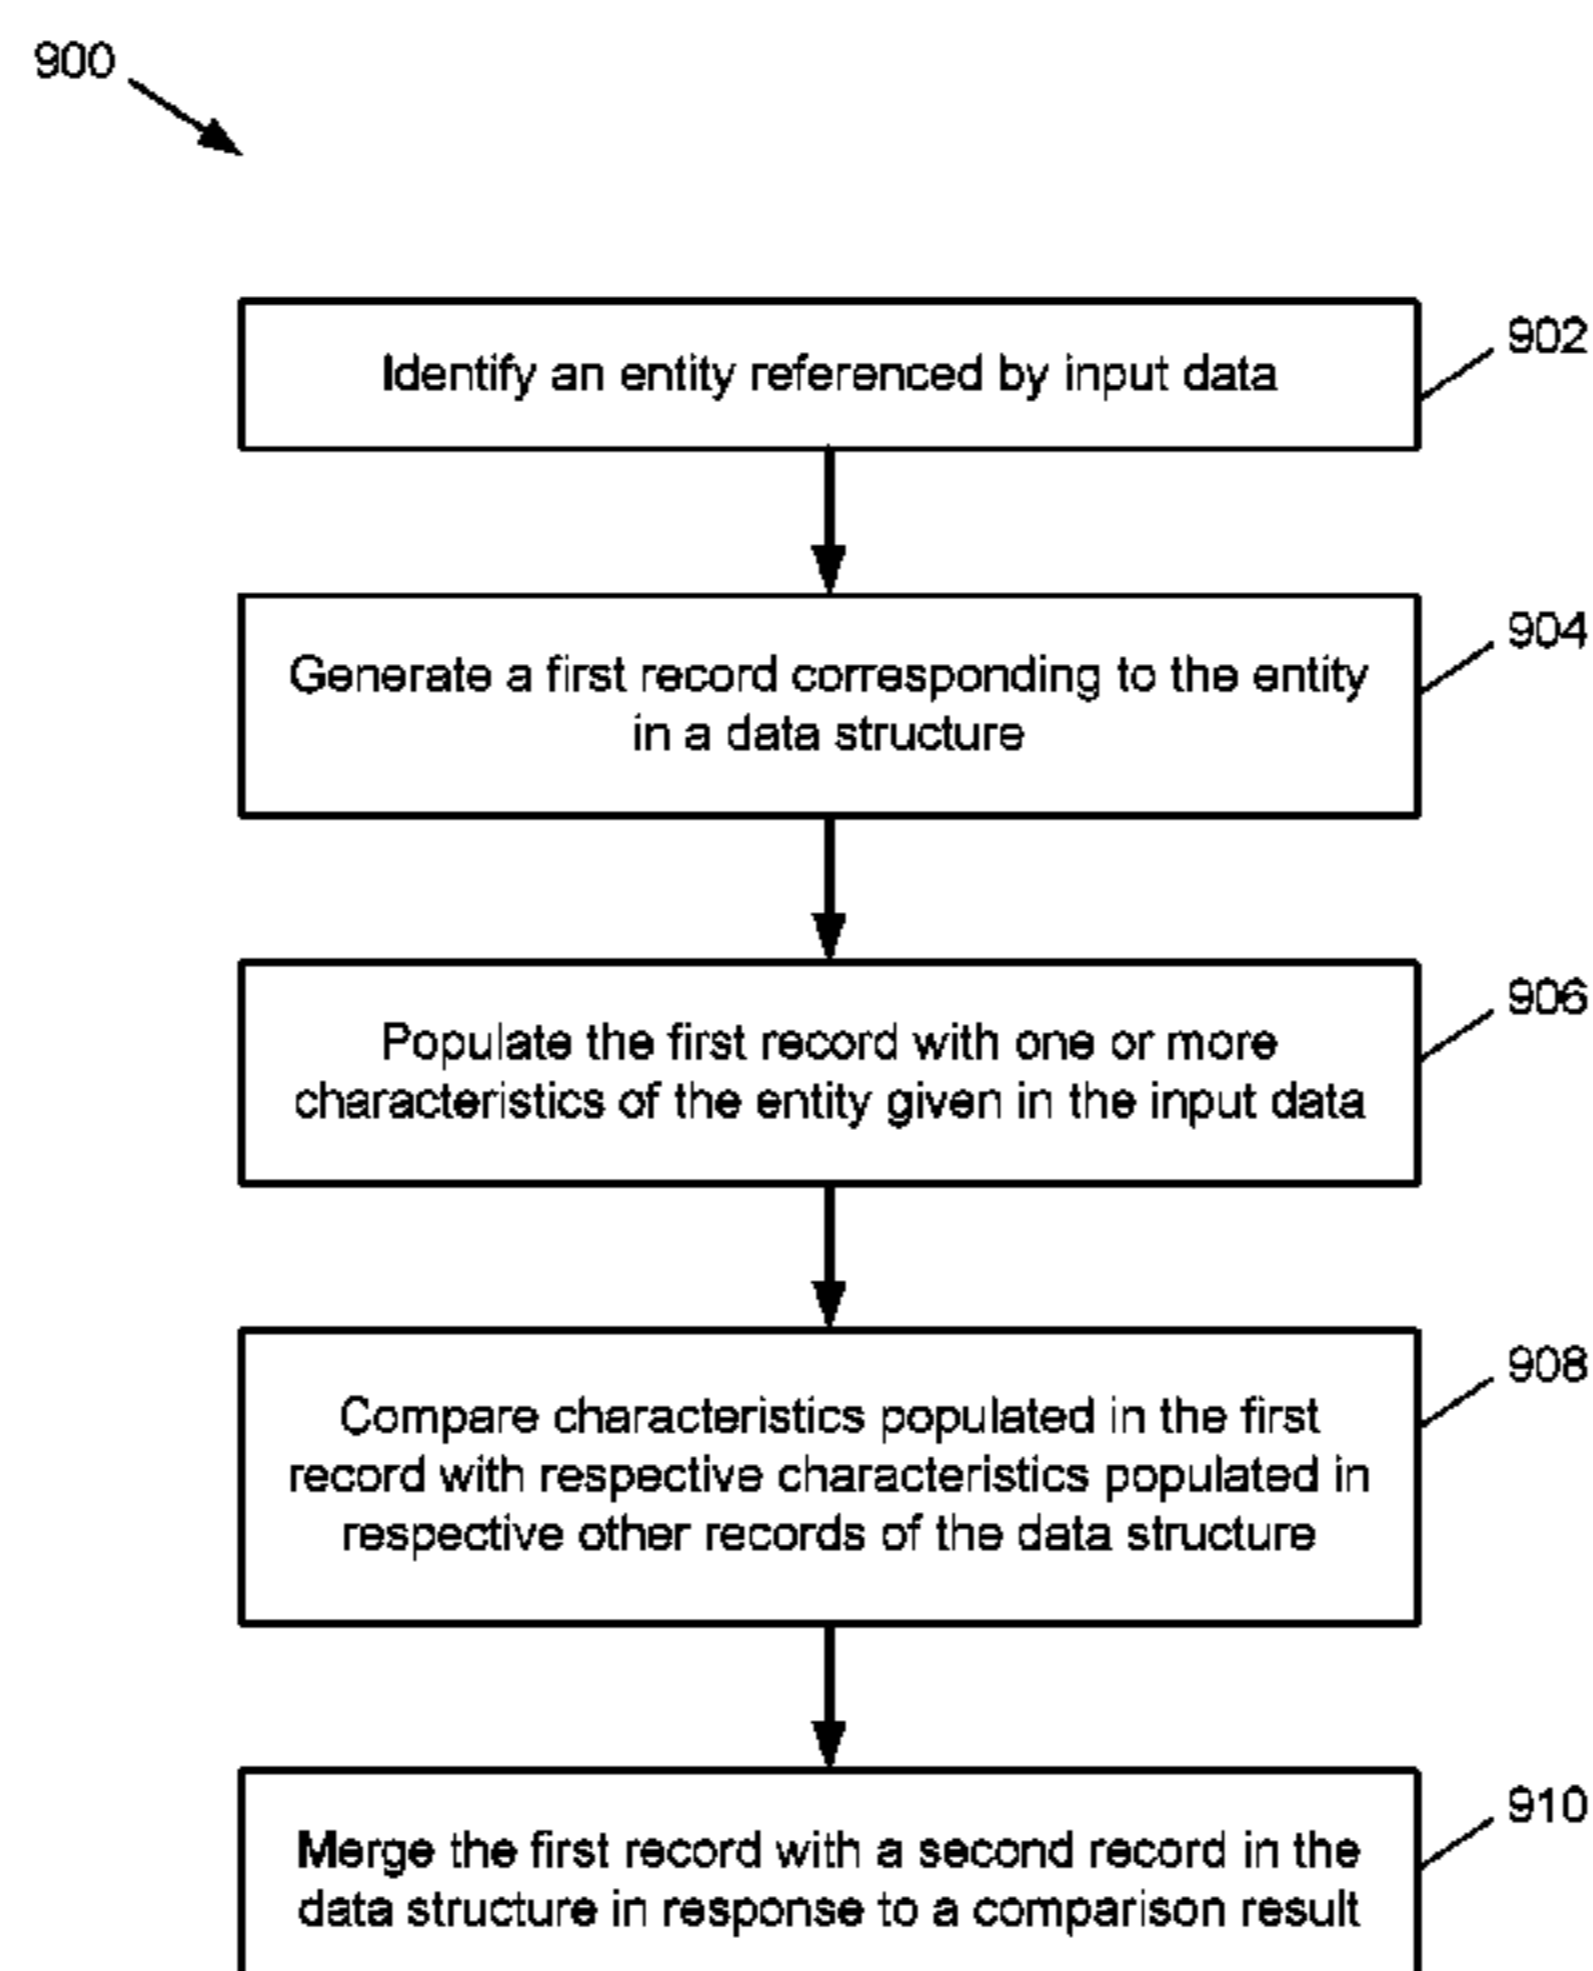 900
Identify an entity referenced by input data
902
Generate a first record corresponding to the entity
in a data structure
904
Populate the first record with one or more
characteristics of the entity given in the input data
906
Compare characteristics populated in the first
record with respective characteristics populated in
respective other records of the data structure
908
Merge the first record with a second record in the
data structure in response to a comparison result
910